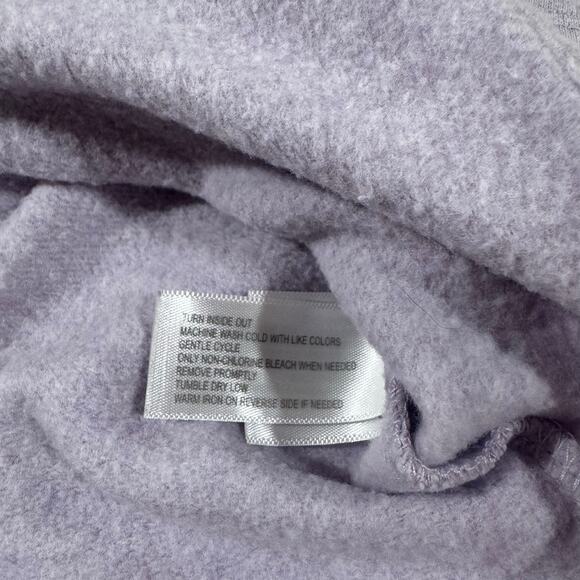 TURN INSIDE OUT
MACHINE WASH COLD WITH LIKE COLORS
GENTLE CYCLE
ONLY NON-CHLORINE BLEACH WHEN NEEDED
REMOVE PROMPTLY
TUMBLE DRY LOW
WARM IRON ON REVERSE SIDE IF NEEDED